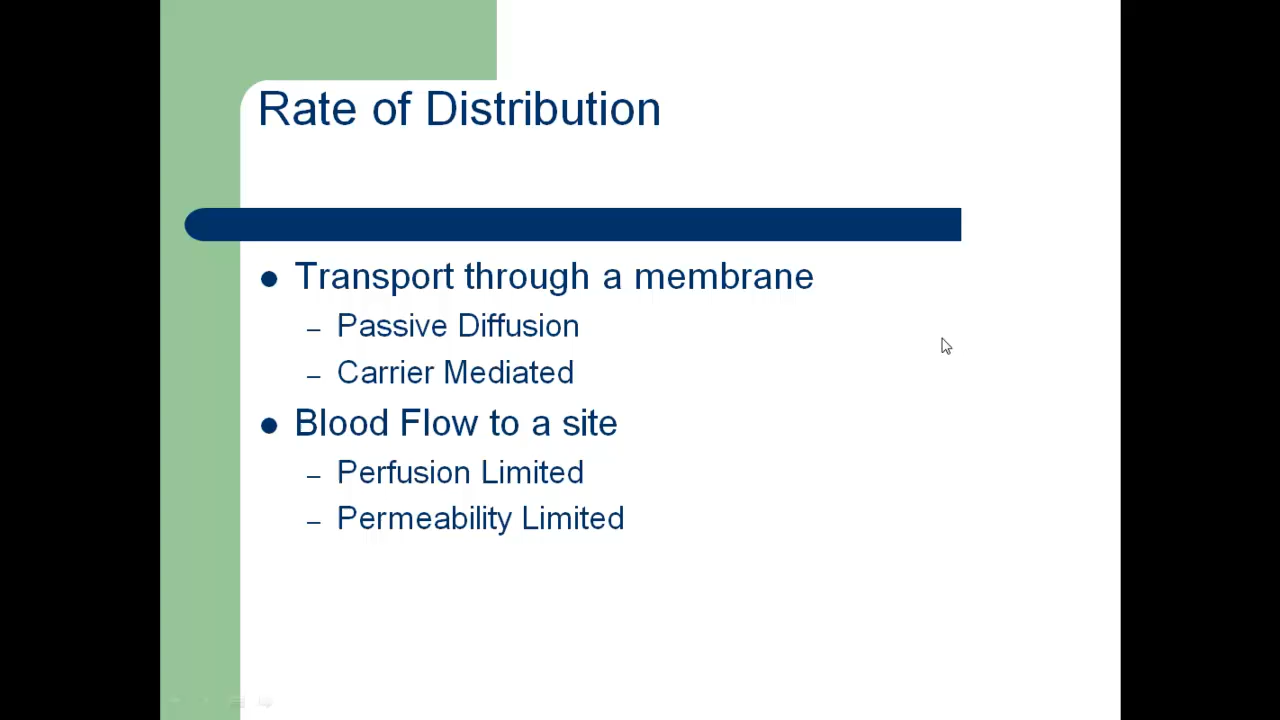 Rate of Distribution
● Transport through a membrane
– Passive Diffusion
– Carrier Mediated
● Blood Flow to a site
– Perfusion Limited
– Permeability Limited